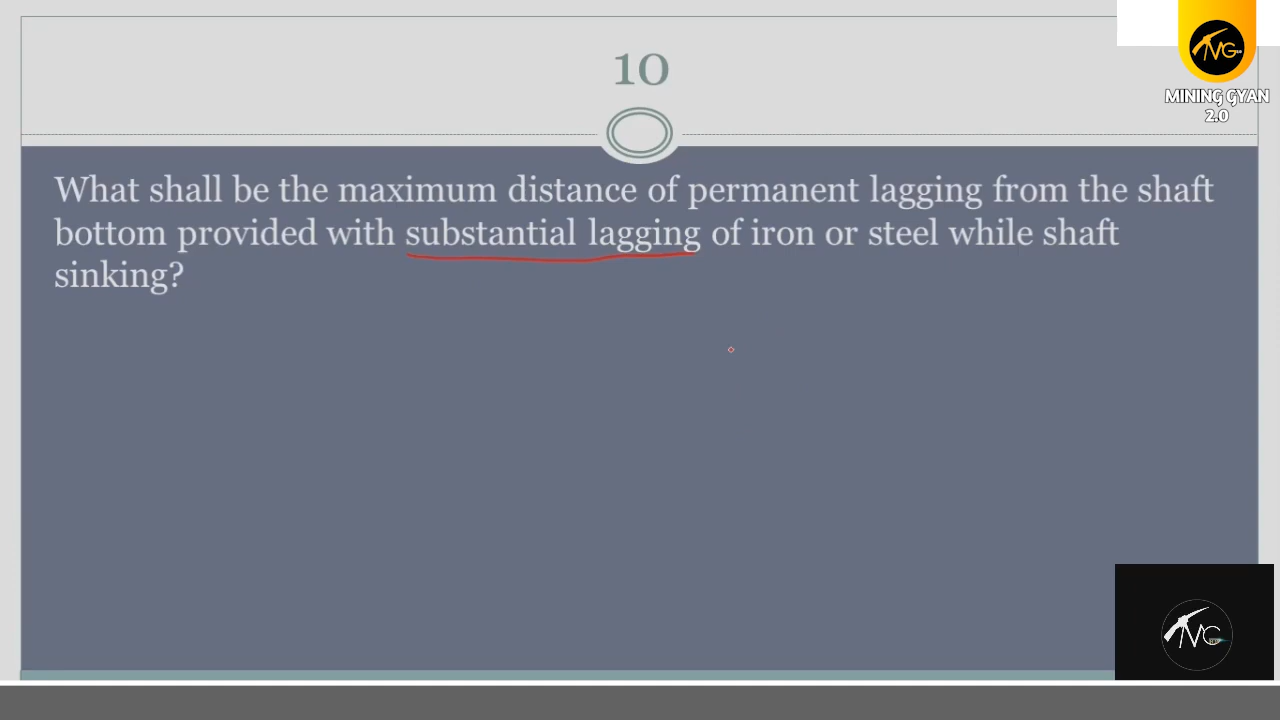 10
MINING GYAN
2.0
What shall be the maximum distance of permanent lagging from the shaft
bottom provided with substantial lagging of iron or steel while shaft
sinking?